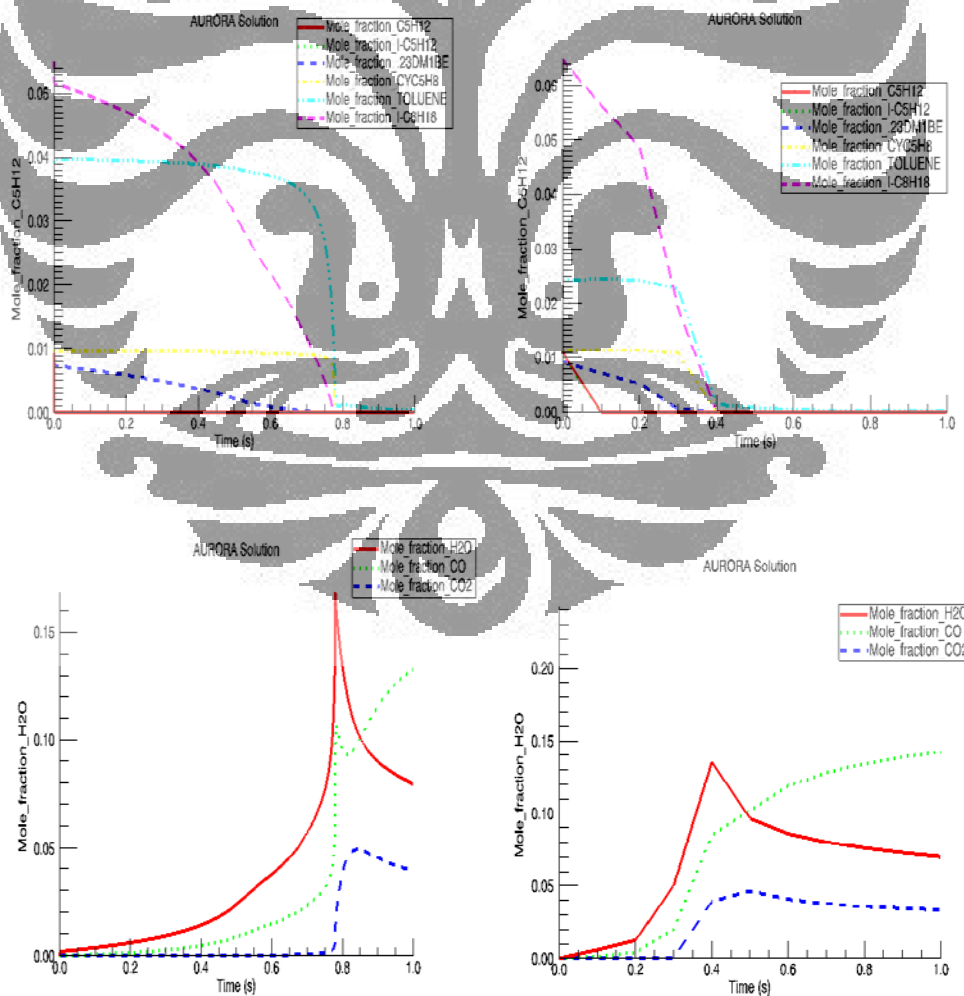 AURORA Solution
Mole_fraction_C5H12
Mole_fraction_I-C5H12
Mole_fraction_23DM1BE
Mole_fraction_CYC5H8
Mole_fraction_TOLUENE
Mole_fraction_I-C8H18
Mole_fraction_C5H12
0.05
0.04
0.03
0.02
0.01
0.00
0.0 0.2 0.4 0.6 0.8 1.0
Time (s)
AURORA Solution
Mole_fraction_C5H12
Mole_fraction_I-C5H12
Mole_fraction_23DM1BE
Mole_fraction_CYC5H8
Mole_fraction_TOLUENE
Mole_fraction_I-C8H18
Mole_fraction_C5H12
0.06
0.05
0.04
0.03
0.02
0.01
0.00
0.0 0.2 0.4 0.6 0.8 1.0
Time (s)
AURORA Solution
Mole_fraction_H2O
Mole_fraction_CO
Mole_fraction_CO2
Mole_fraction_H2O
0.15
0.10
0.05
0.00
0.0 0.2 0.4 0.6 0.8 1.0
Time (s)
AURORA Solution
Mole_fraction_H2O
Mole_fraction_CO
Mole_fraction_CO2
Mole_fraction_H2O
0.20
0.15
0.10
0.05
0.00
0.0 0.2 0.4 0.6 0.8 1.0
Time (s)